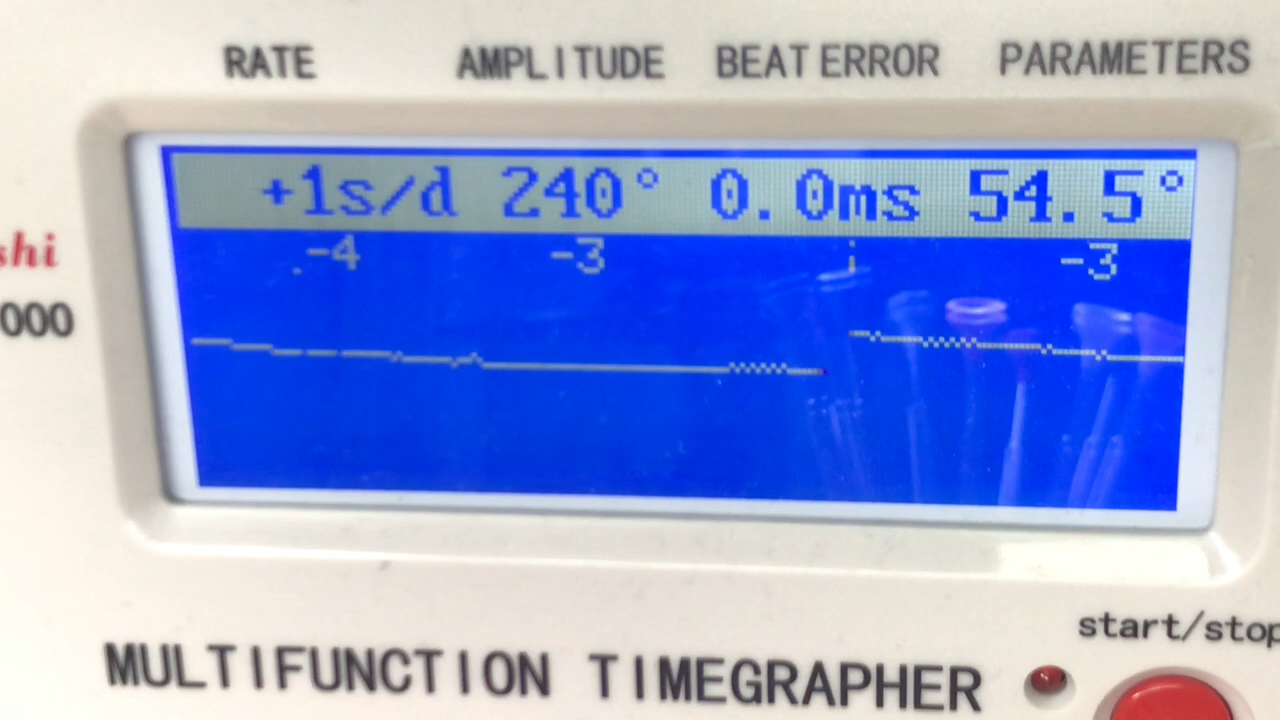 RATE AMPLITUDE BEAT ERROR PARAMETERS
+1s/d 240° 0.0ms 54.5°
-4 -3 -3
shi
000
start/stop
MULTIFUNCTION TIMEGRAPHER